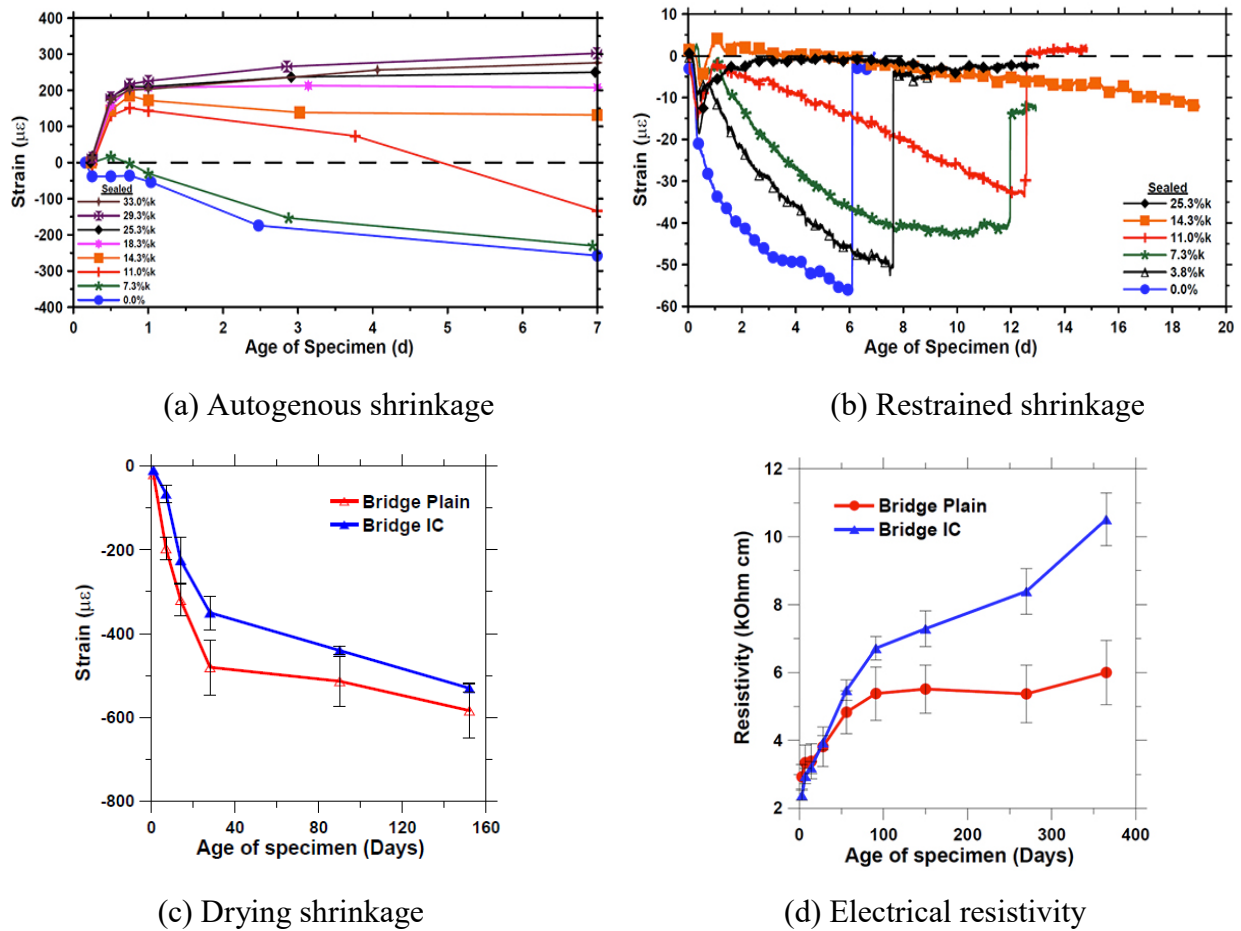 400
300
200
100
0
-100
-200
-300
-400
Strain (με)
Sealed
33.0%k
29.3%k
25.3%k
18.3%k
14.3%k
11.0%k
7.3%k
0.0%
0 1 2 3 4 5 6 7
Age of Specimen (d)
(a) Autogenous shrinkage
10
0
-10
-20
-30
-40
-50
-60
Strain (με)
Sealed
25.3%k
14.3%k
11.0%k
7.3%k
3.8%k
0.0%
0 2 4 6 8 10 12 14 16 18 20
Age of Specimen (d)
(b) Restrained shrinkage
0
-200
-400
-600
-800
Strain (με)
Bridge Plain
Bridge IC
0 40 80 120 160
Age of specimen (Days)
(c) Drying shrinkage
12
10
8
6
4
2
Resistivity (kOhm cm)
Bridge Plain
Bridge IC
0 100 200 300 400
Age of specimen (Days)
(d) Electrical resistivity